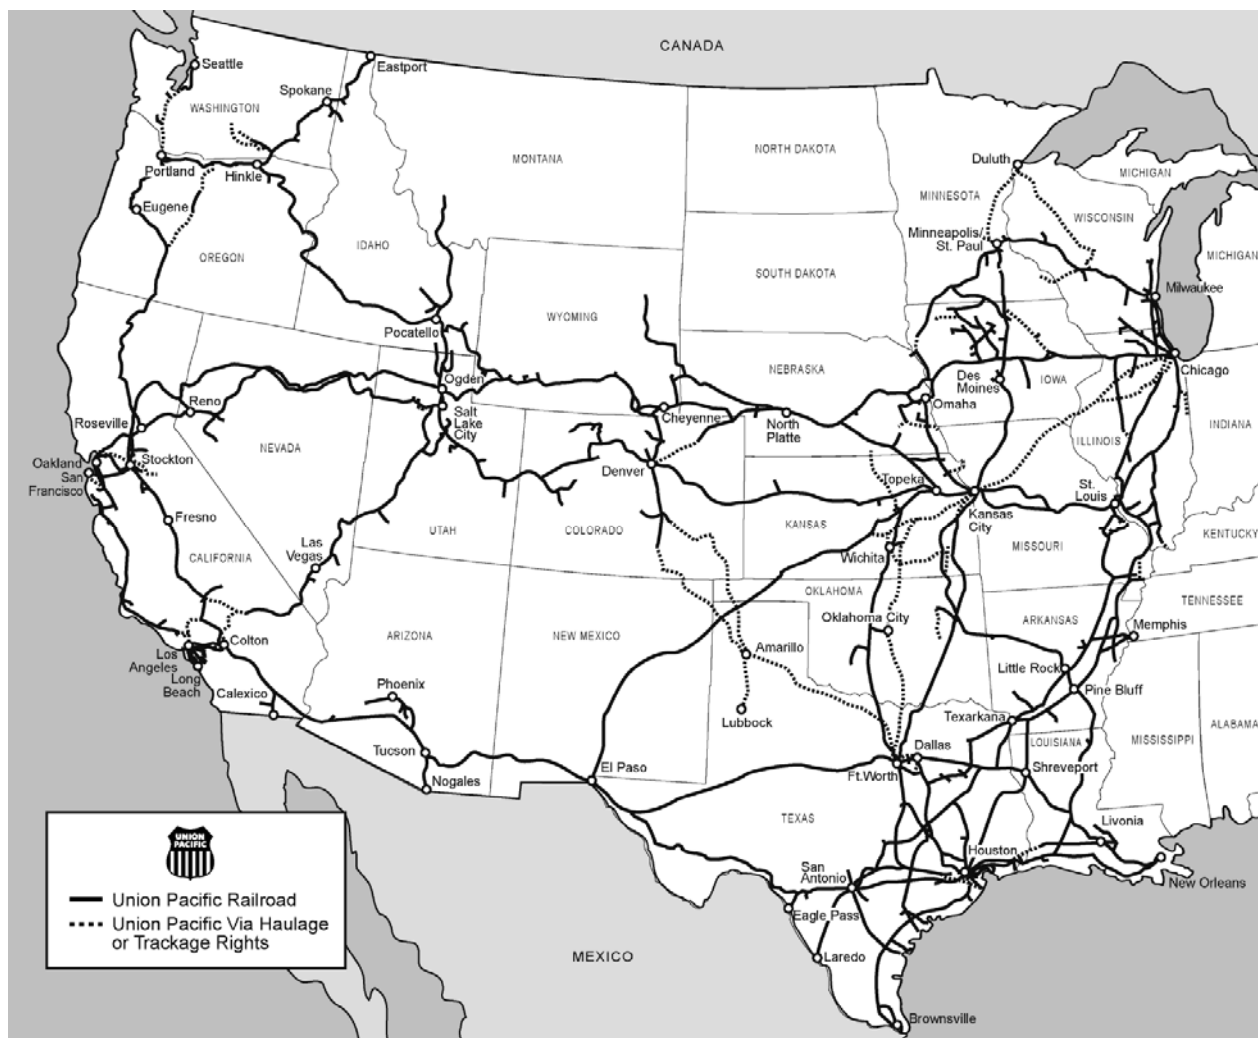 CANADA
Seattle
Eastport
Spokane
WASHINGTON
MONTANA
NORTH DAKOTA
Duluth
MICHIGAN
Portland
Hinkle
MINNESOTA
WISCONSIN
Eugene
IDAHO
Minneapolis/
St. Paul
OREGON
SOUTH DAKOTA
MICHIGAN
Milwaukee
WYOMING
Pocatello
NEBRASKA
Chicago
Ogden
Des
Moines
IOWA
Reno
Omaha
Roseville
Salt
Lake
City
Cheyenne
North
Platte
ILLINOIS
INDIANA
NEVADA
Oakland
San
Francisco
Stockton
Denver
Topeka
St.
Louis
Fresno
UTAH
COLORADO
KANSAS
Kansas
City
KENTUCKY
MISSOURI
Las
Vegas
CALIFORNIA
Wichita
OKLAHOMA
TENNESSEE
Oklahoma City
ARKANSAS
Memphis
ARIZONA
NEW MEXICO
Colton
Los
Angeles
Long
Beach
Amarillo
Little Rock
Phoenix
Calexico
Pine Bluff
Lubbock
Texarkana
ALABAMA
Tucson
Dallas
LOUISIANA
MISSISSIPPI
El Paso
Ft. Worth
Shreveport
Nogales
TEXAS
Livonia
Houston
San
Antonio
New Orleans
Eagle Pass
MEXICO
Laredo
Brownsville
UNION
PACIFIC
Union Pacific Railroad
Union Pacific Via Haulage
or Trackage Rights